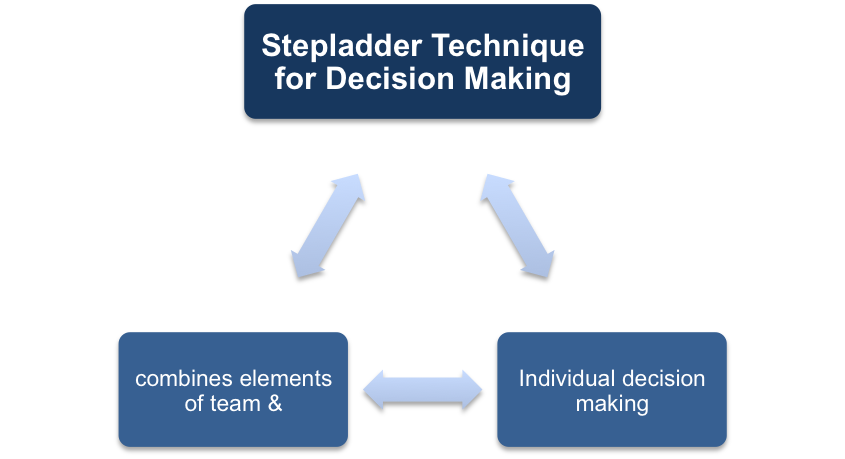 Stepladder Technique
for Decision Making
combines elements
of team &
Individual decision
making